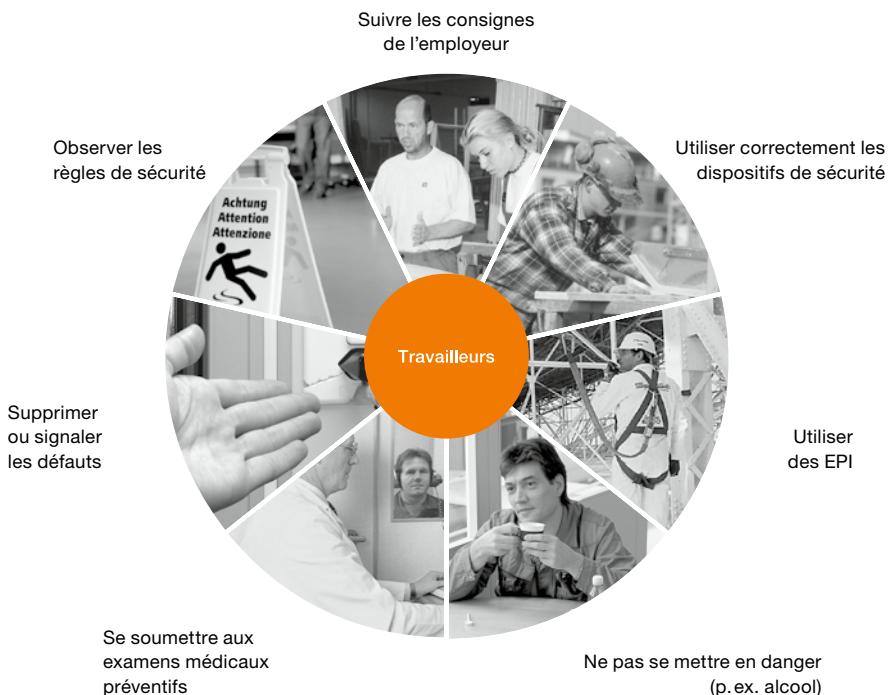 Suivre les consignes
de l’employeur
Utiliser correctement les
dispositifs de sécurité
Utiliser
des EPI
Ne pas se mettre en danger
(p. ex. alcool)
Se soumettre aux
examens médicaux
préventifs
Supprimer
ou signaler
les défauts
Observer les
règles de sécurité
Achtung
Attention
Attenzione
Travailleurs